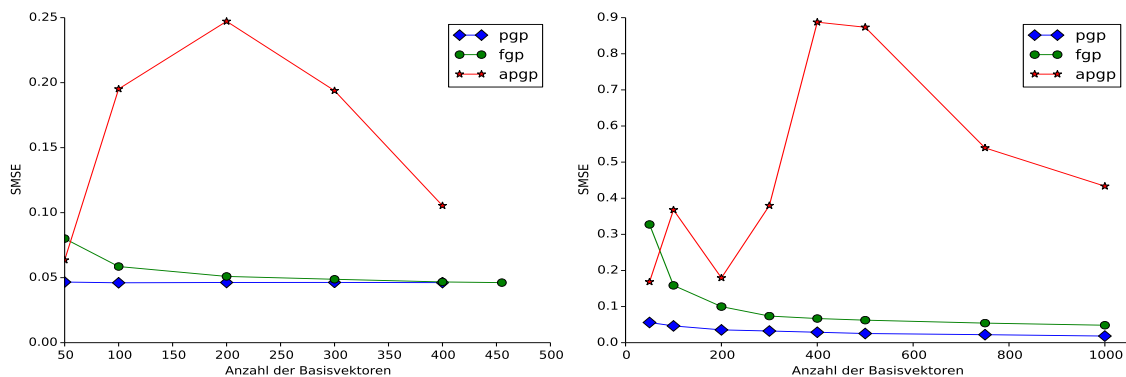 0.25
0.20
0.15
0.10
0.05
0.00
SMSE
50 100 150 200 250 300 350 400 450 500
Anzahl der Basisvektoren
pgp
fgp
apgp
0.9
0.8
0.7
0.6
0.5
0.4
0.3
0.2
0.1
0.0
SMSE
0 200 400 600 800 1000
Anzahl der Basisvektoren
pgp
fgp
apgp